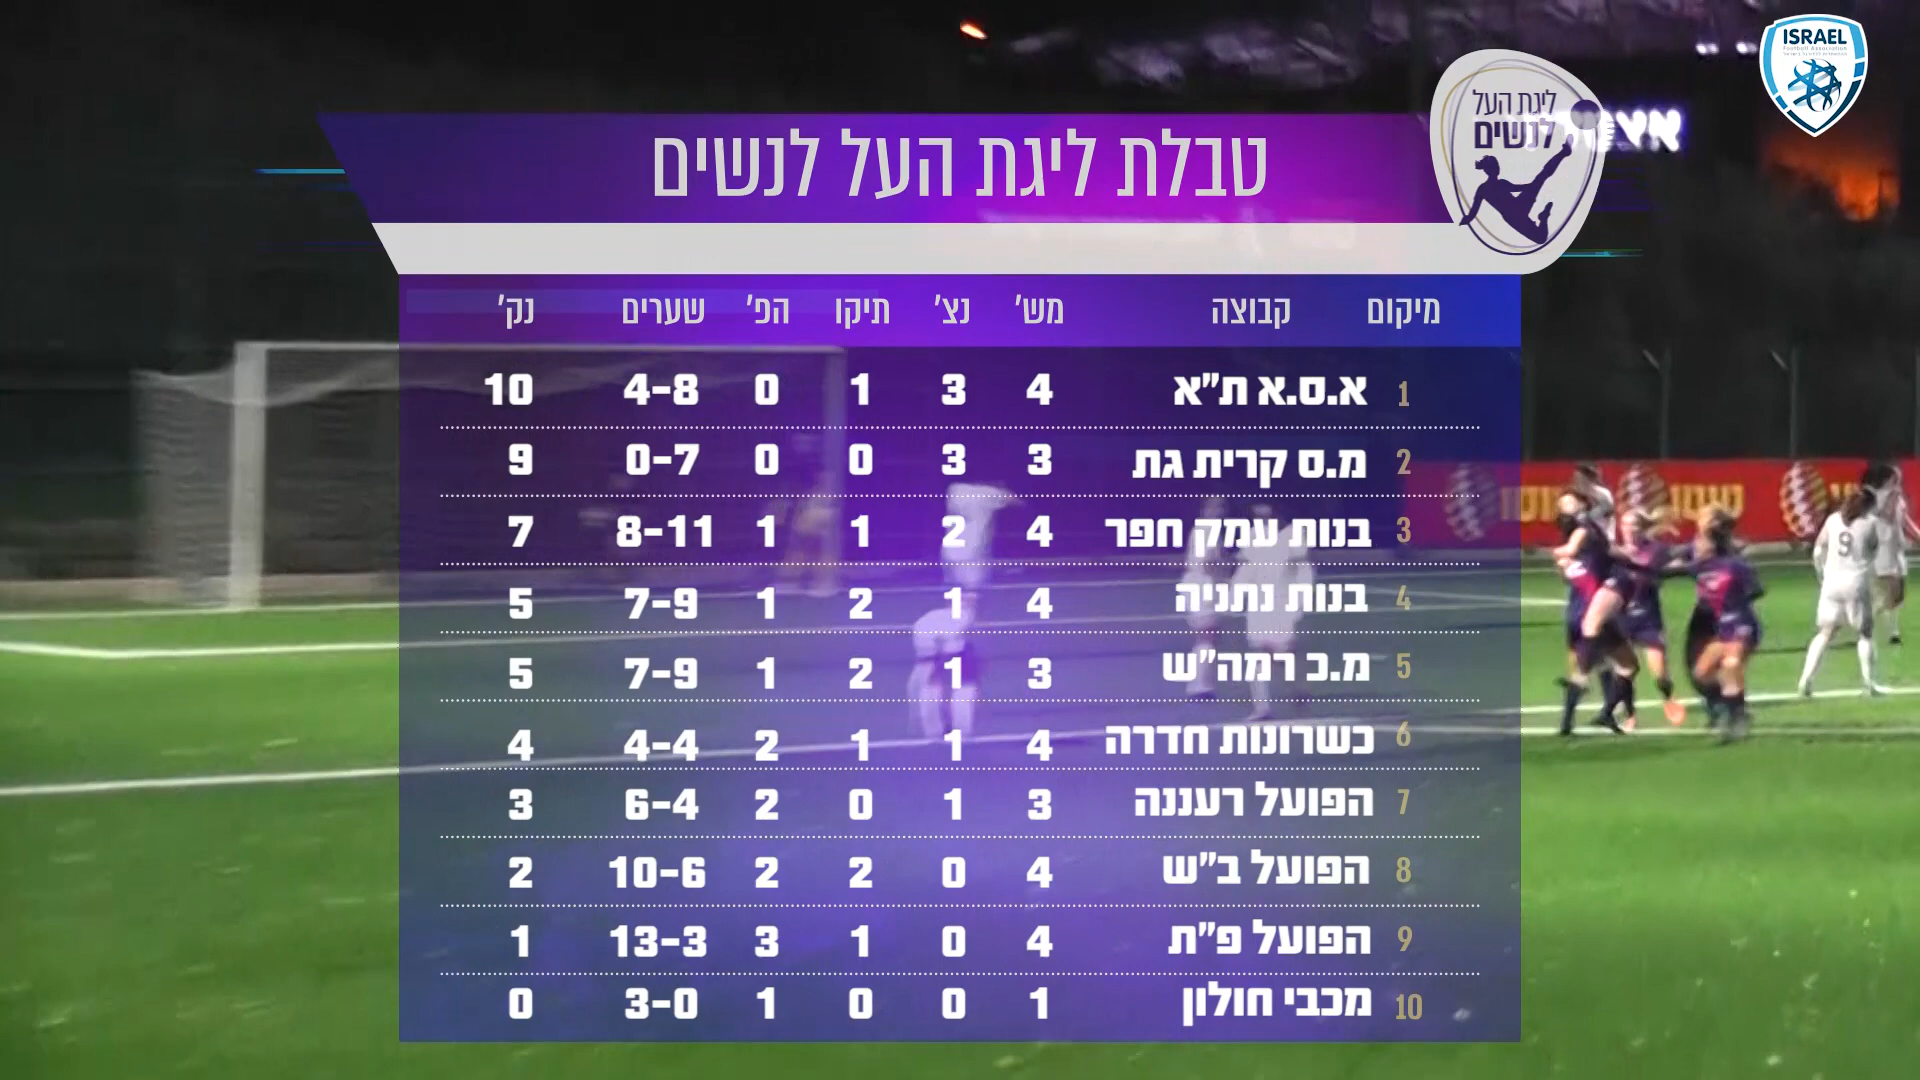 ISRAEL
Football Association
ליגת העל
לנשים
טבלת ליגת העל לנשים
מיקום קבוצה מש' נצ' תיקו הפ' שערים נק'
1 א.ס.א ת"א 4 3 1 0 4-8 10
2 מ.ס קרית גת 3 3 0 0 0-7 9
3 בנות עמק חפר 4 2 1 1 8-11 7
4 בנות נתניה 4 1 2 1 7-9 5
5 מ.כ רמה"ש 3 1 2 1 7-9 5
6 כשרונות חדרה 4 1 1 2 4-4 4
7 הפועל רעננה 3 1 0 2 6-4 3
8 הפועל ב"ש 4 0 2 2 10-6 2
9 הפועל פ"ת 4 0 1 3 13-3 1
10 מכבי חולון 1 0 0 1 3-0 0
9